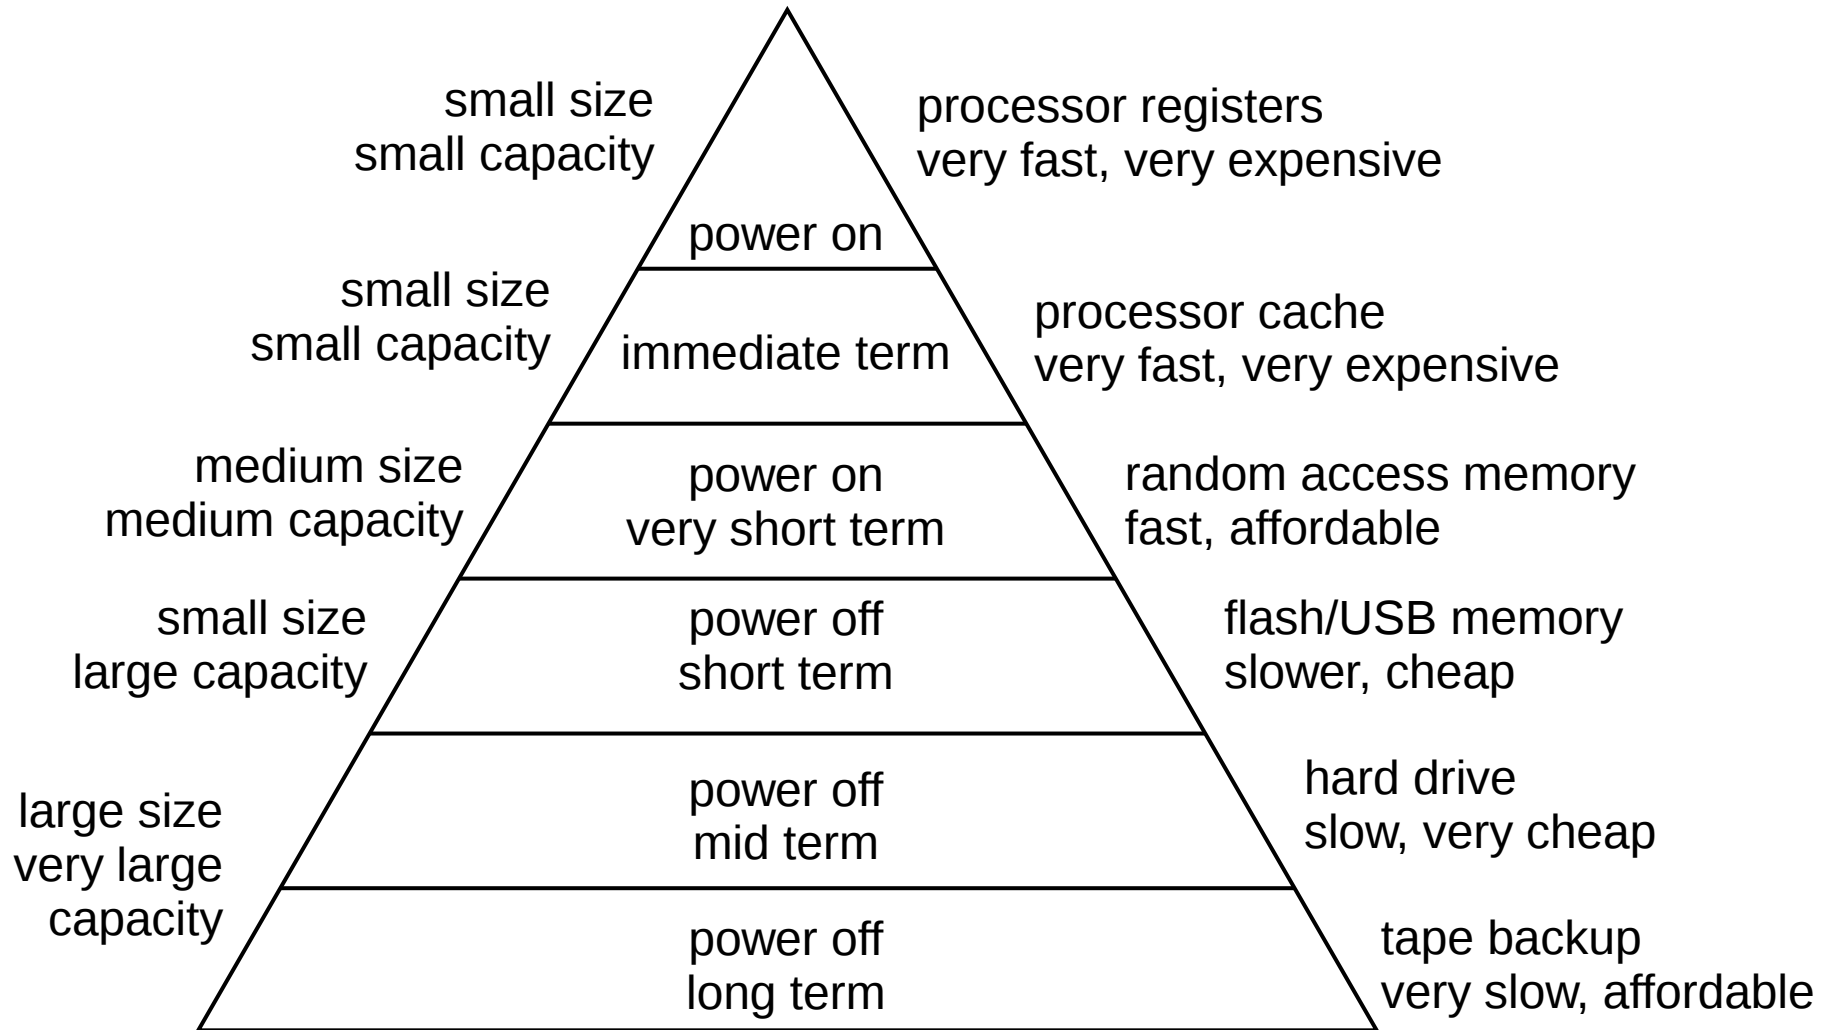 small size
small capacity
processor registers
very fast, very expensive
power on
small size
small capacity
immediate term
processor cache
very fast, very expensive
medium size
medium capacity
power on
very short term
random access memory
fast, affordable
small size
large capacity
power off
short term
flash/USB memory
slower, cheap
large size
very large
capacity
power off
mid term
hard drive
slow, very cheap
power off
long term
tape backup
very slow, affordable